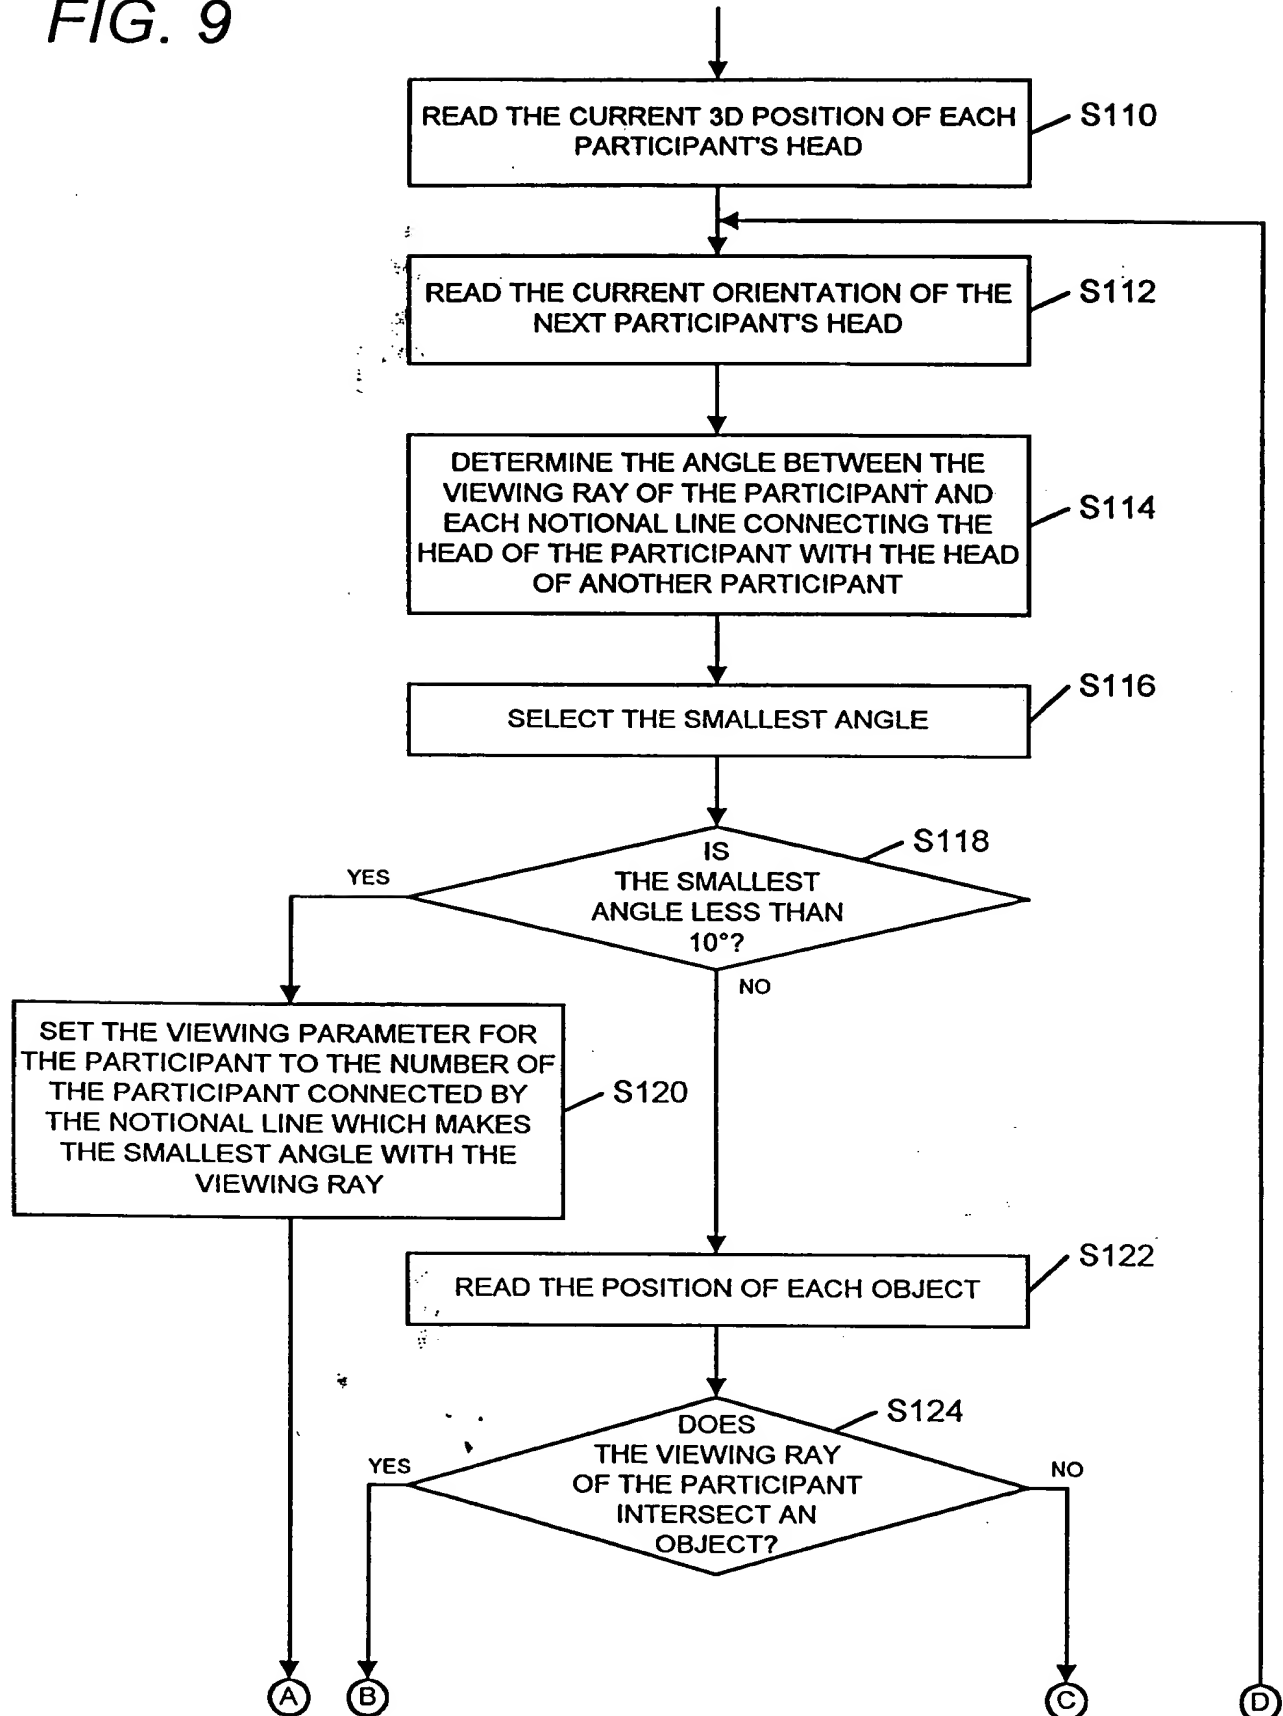 FIG. 9
READ THE CURRENT 3D POSITION OF EACH
PARTICIPANT'S HEAD
S110
READ THE CURRENT ORIENTATION OF THE
NEXT PARTICIPANT'S HEAD
S112
DETERMINE THE ANGLE BETWEEN THE
VIEWING RAY OF THE PARTICIPANT AND
EACH NOTIONAL LINE CONNECTING THE
HEAD OF THE PARTICIPANT WITH THE HEAD
OF ANOTHER PARTICIPANT
S114
SELECT THE SMALLEST ANGLE
S116
IS
THE SMALLEST
ANGLE LESS THAN
10°?
S118
YES
NO
SET THE VIEWING PARAMETER FOR
THE PARTICIPANT TO THE NUMBER OF
THE PARTICIPANT CONNECTED BY
THE NOTIONAL LINE WHICH MAKES
THE SMALLEST ANGLE WITH THE
VIEWING RAY
S120
READ THE POSITION OF EACH OBJECT
S122
DOES
THE VIEWING RAY
OF THE PARTICIPANT
INTERSECT AN
OBJECT?
S124
YES
NO
A
B
C
D